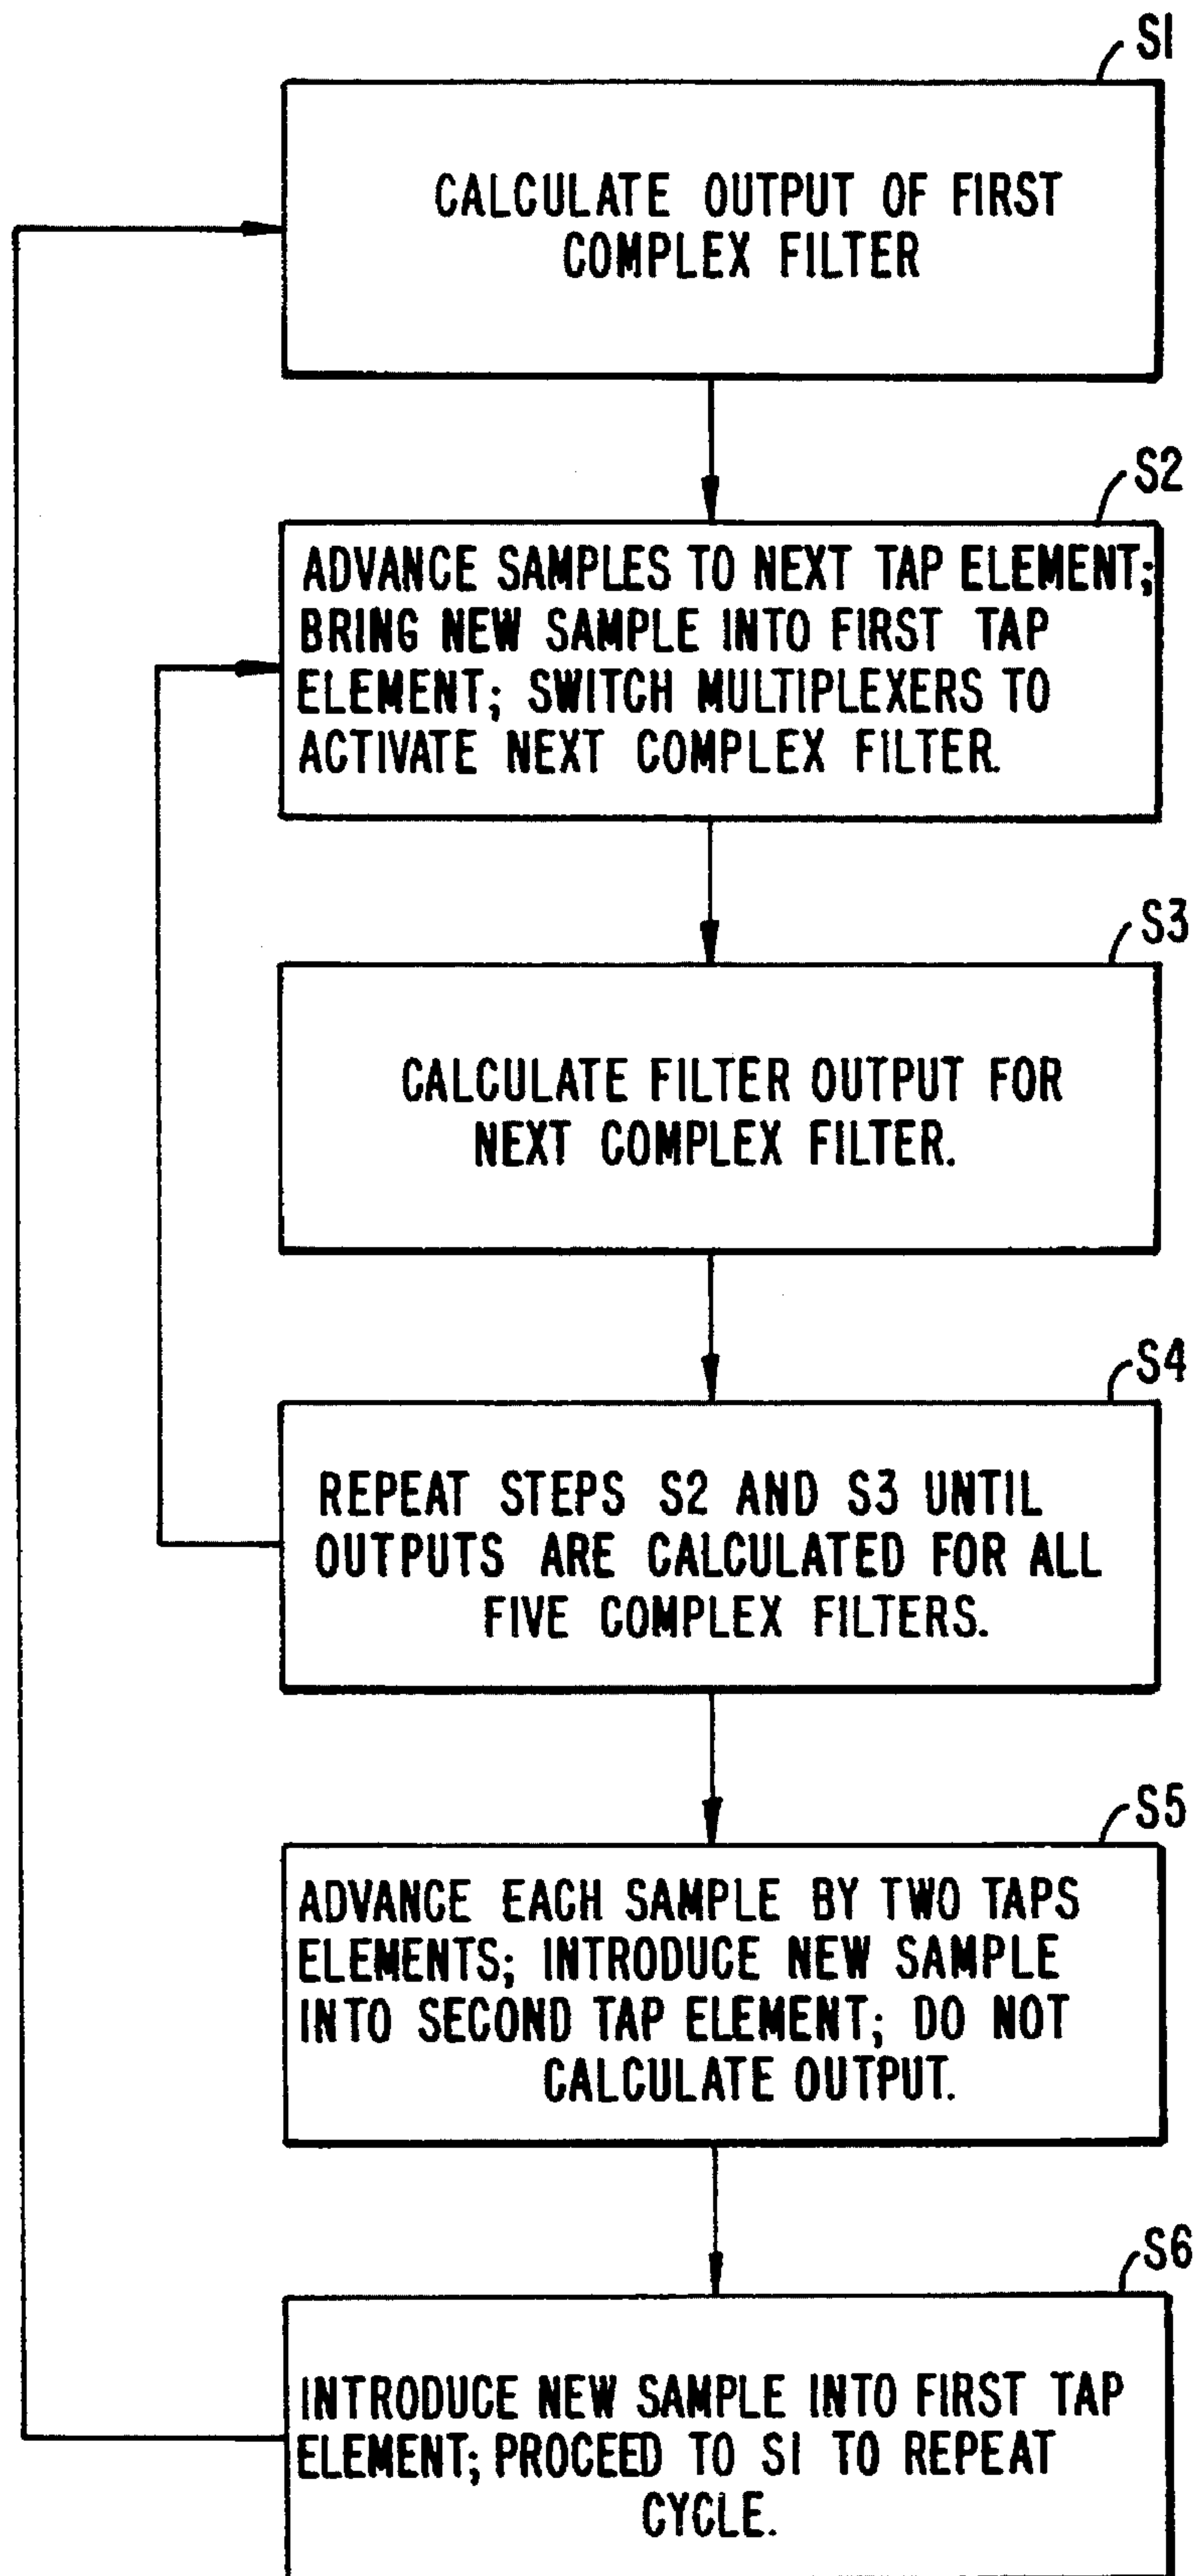 S1
CALCULATE OUTPUT OF FIRST
COMPLEX FILTER
S2
ADVANCE SAMPLES TO NEXT TAP ELEMENT;
BRING NEW SAMPLE INTO FIRST TAP
ELEMENT; SWITCH MULTIPLEXERS TO
ACTIVATE NEXT COMPLEX FILTER.
S3
CALCULATE FILTER OUTPUT FOR
NEXT COMPLEX FILTER.
S4
REPEAT STEPS S2 AND S3 UNTIL
OUTPUTS ARE CALCULATED FOR ALL
FIVE COMPLEX FILTERS.
S5
ADVANCE EACH SAMPLE BY TWO TAPS
ELEMENTS; INTRODUCE NEW SAMPLE
INTO SECOND TAP ELEMENT; DO NOT
CALCULATE OUTPUT.
S6
INTRODUCE NEW SAMPLE INTO FIRST TAP
ELEMENT; PROCEED TO S1 TO REPEAT
CYCLE.